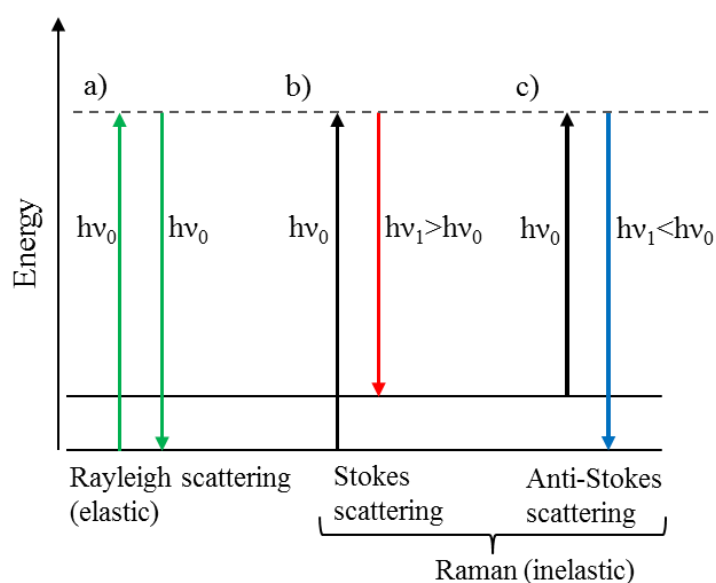 a)
b)
c)
Energy
hν₀
hν₀
hν₀
hν₁>hν₀
hν₀
hν₁<hν₀
Rayleigh scattering
(elastic)
Stokes
scattering
Anti-Stokes
scattering
Raman (inelastic)